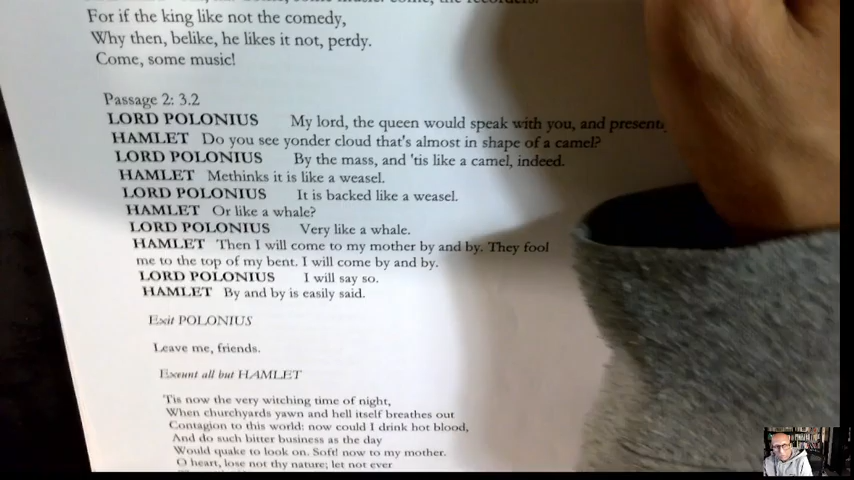 For if the king like not the comedy,
Why then, belike, he likes it not, perdy.
Come, some music!
Passage 2: 3.2
LORD POLONIUS My lord, the queen would speak with you, and
HAMLET Do you see yonder cloud that's almost in shape of a camel?
LORD POLONIUS By the mass, and 'tis like a camel, indeed.
HAMLET Methinks it is like a weasel.
LORD POLONIUS It is backed like a weasel.
HAMLET Or like a whale?
LORD POLONIUS Very like a whale.
HAMLET Then I will come to my mother by and by. They fool
me to the top of my bent. I will come by and by.
LORD POLONIUS I will say so.
HAMLET By and by is easily said.
Exit POLONIUS
Leave me, friends.
Exeunt all but HAMLET
'Tis now the very witching time of night,
When churchyards yawn and hell itself breathes out
Contagion to this world: now could I drink hot blood,
And do such bitter business as the day
Would quake to look on. Soft! now to my mother.
O heart, lose not thy nature; let not ever